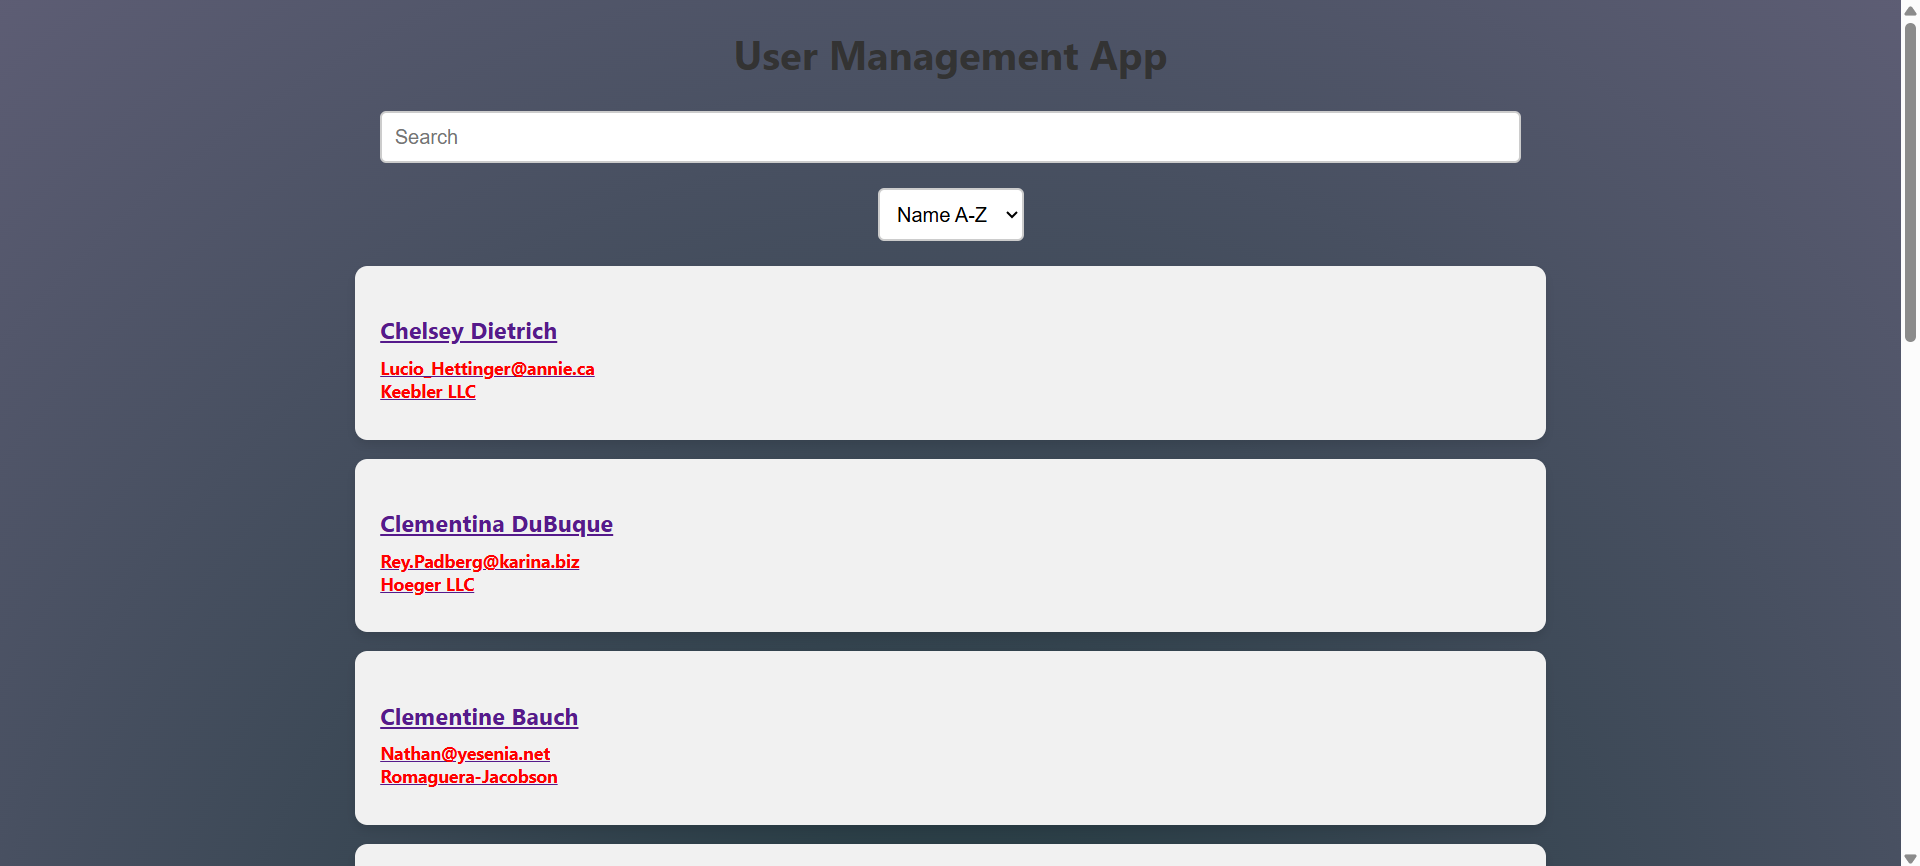 User Management App
Search
Name A-Z
Chelsey Dietrich
Lucio_Hettinger@annie.ca
Keebler LLC
Clementina DuBuque
Rey.Padberg@karina.biz
Hoeger LLC
Clementine Bauch
Nathan@yesenia.net
Romaguera-Jacobson